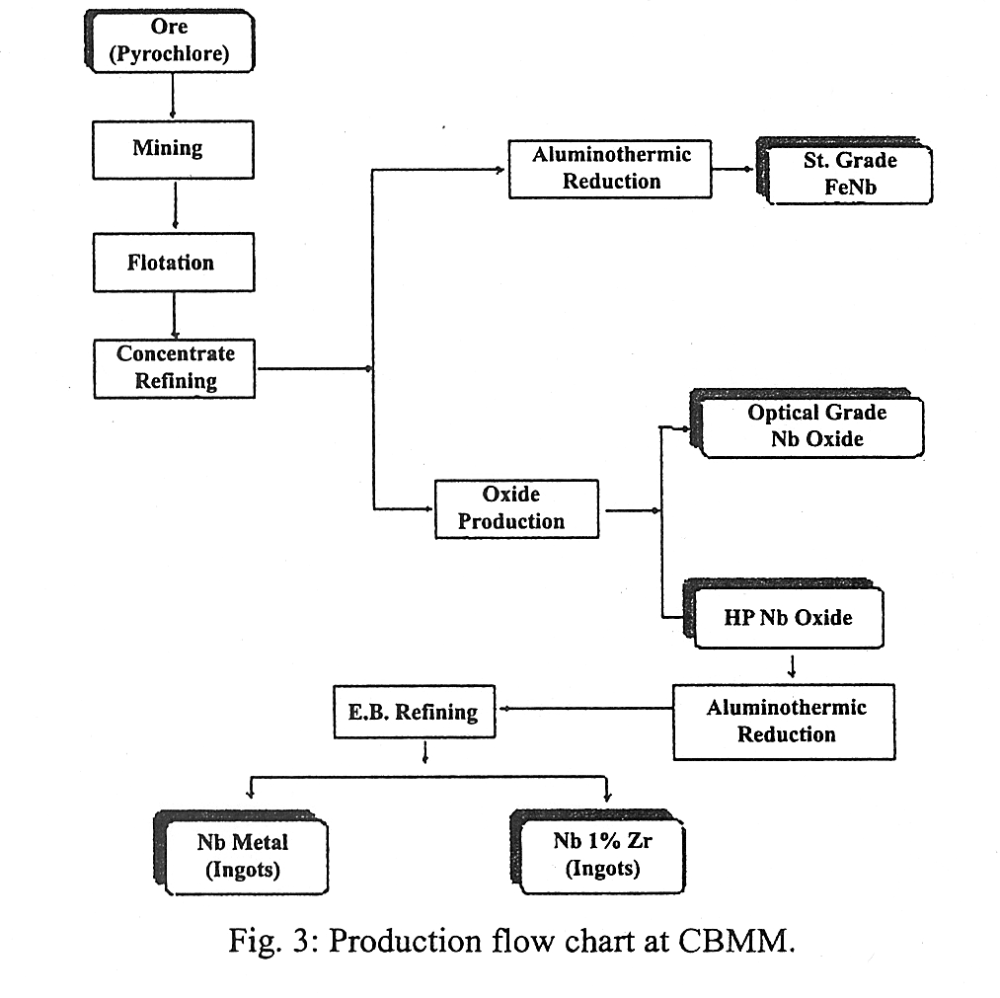 Ore
(Pyrochlore)
Mining
Flotation
Concentrate
Refining
Aluminothermic
Reduction
St. Grade
FeNb
Oxide
Production
Optical Grade
Nb Oxide
HP Nb Oxide
Aluminothermic
Reduction
E.B. Refining
Nb Metal
(Ingots)
Nb 1% Zr
(Ingots)
Fig. 3: Production flow chart at CBMM.